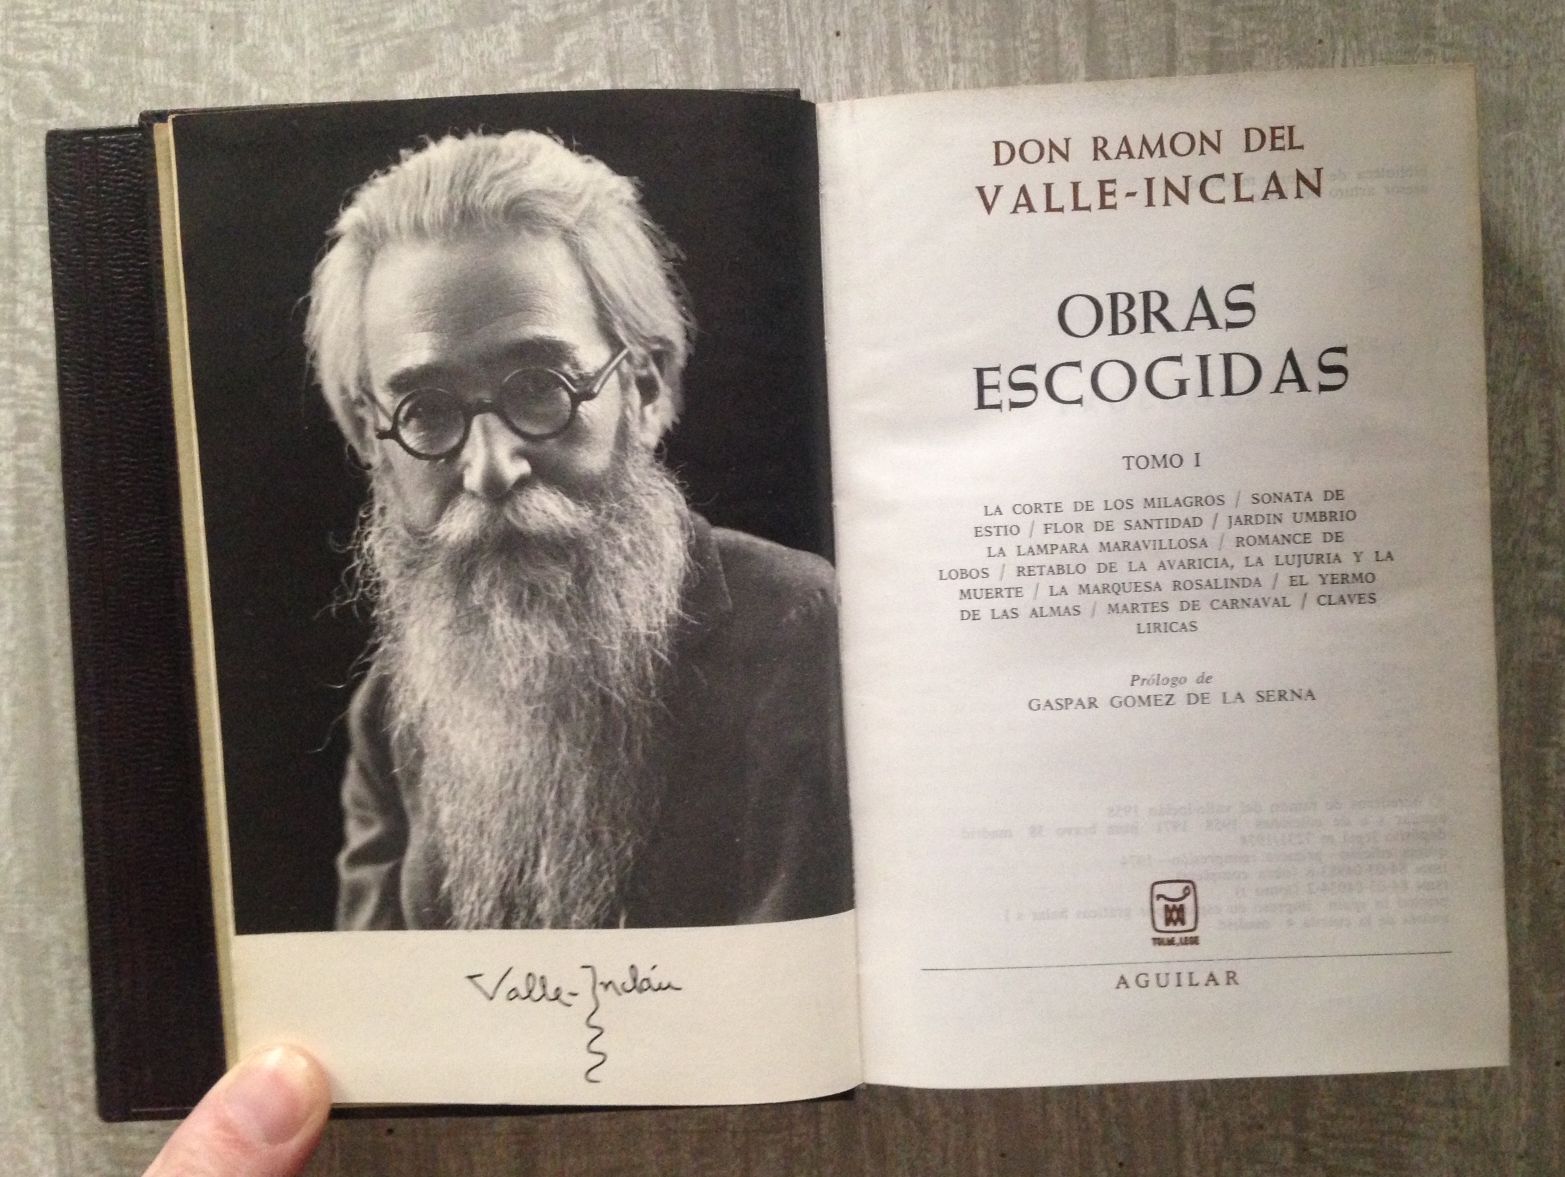 Valle-Inclán
DON RAMON DEL
VALLE-INCLAN
OBRAS
ESCOGIDAS
TOMO I
LA CORTE DE LOS MILAGROS / SONATA DE
ESTIO / FLOR DE SANTIDAD / JARDIN UMBRIO
LA LAMPARA MARAVILLOSA / ROMANCE DE
LOBOS / RETABLO DE LA AVARICIA, LA LUJURIA Y LA
MUERTE / LA MARQUESA ROSALINDA / EL YERMO
DE LAS ALMAS / MARTES DE CARNAVAL / CLAVES
LIRICAS
Prólogo de
GASPAR GOMEZ DE LA SERNA
TOLLE, LEGE
AGUILAR